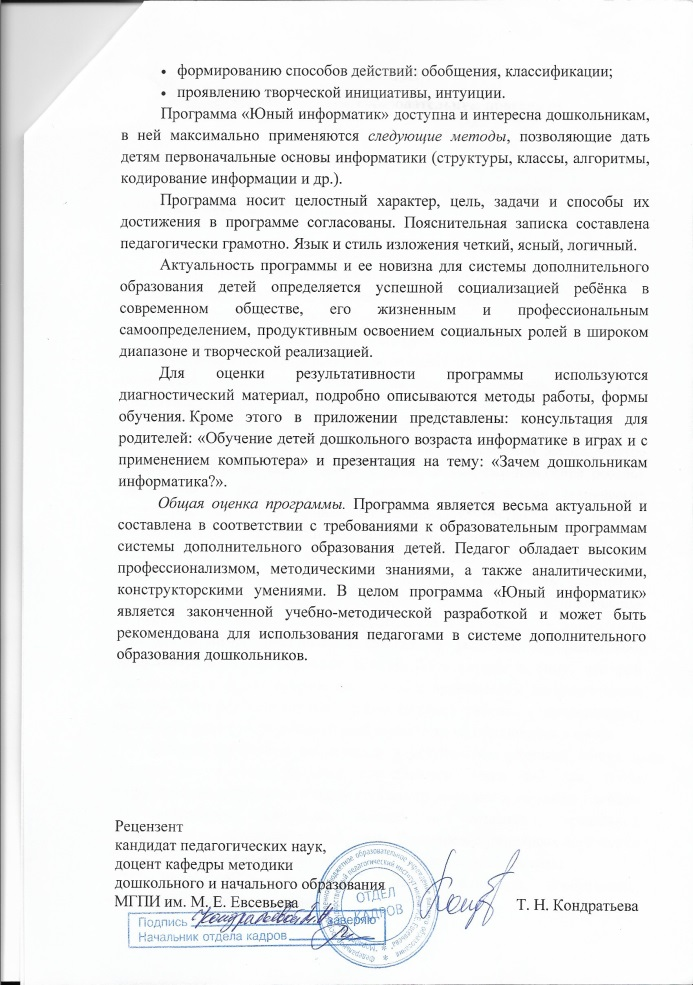 • формированию способов действий: обобщения, классификации;
• проявлению творческой инициативы, интуиции.
Программа «Юный информатик» доступна и интересна дошкольникам,
в ней максимально применяются следующие методы, позволяющие дать
детям первоначальные основы информатики (структуры, классы, алгоритмы,
кодирование информации и др.).
Программа носит целостный характер, цель, задачи и способы их
достижения в программе согласованы. Пояснительная записка составлена
педагогически грамотно. Язык и стиль изложения четкий, ясный, логичный.
Актуальность программы и ее новизна для системы дополнительного
образования детей определяется успешной социализацией ребёнка в
современном обществе, его жизненным и профессиональным
самоопределением, продуктивным освоением социальных ролей в широком
диапазоне и творческой реализацией.
Для оценки результативности программы используются
диагностический материал, подробно описываются методы работы, формы
обучения. Кроме этого в приложении представлены: консультация для
родителей: «Обучение детей дошкольного возраста информатике в играх и с
применением компьютера» и презентация на тему: «Зачем дошкольникам
информатика?».
Общая оценка программы. Программа является весьма актуальной и
составлена в соответствии с требованиями к образовательным программам
системы дополнительного образования детей. Педагог обладает высоким
профессионализмом, методическими знаниями, а также аналитическими,
конструкторскими умениями. В целом программа «Юный информатик»
является законченной учебно-методической разработкой и может быть
рекомендована для использования педагогами в системе дополнительного
образования дошкольников.
Рецензент
кандидат педагогических наук,
доцент кафедры методики
дошкольного и начального образования
МГПИ им. М. Е. Евсевьева
Т. Н. Кондратьева
ОТДЕЛ
КАДРОВ
Подпись Кондратьевой Т.Н. заверяю
Начальник отдела кадров